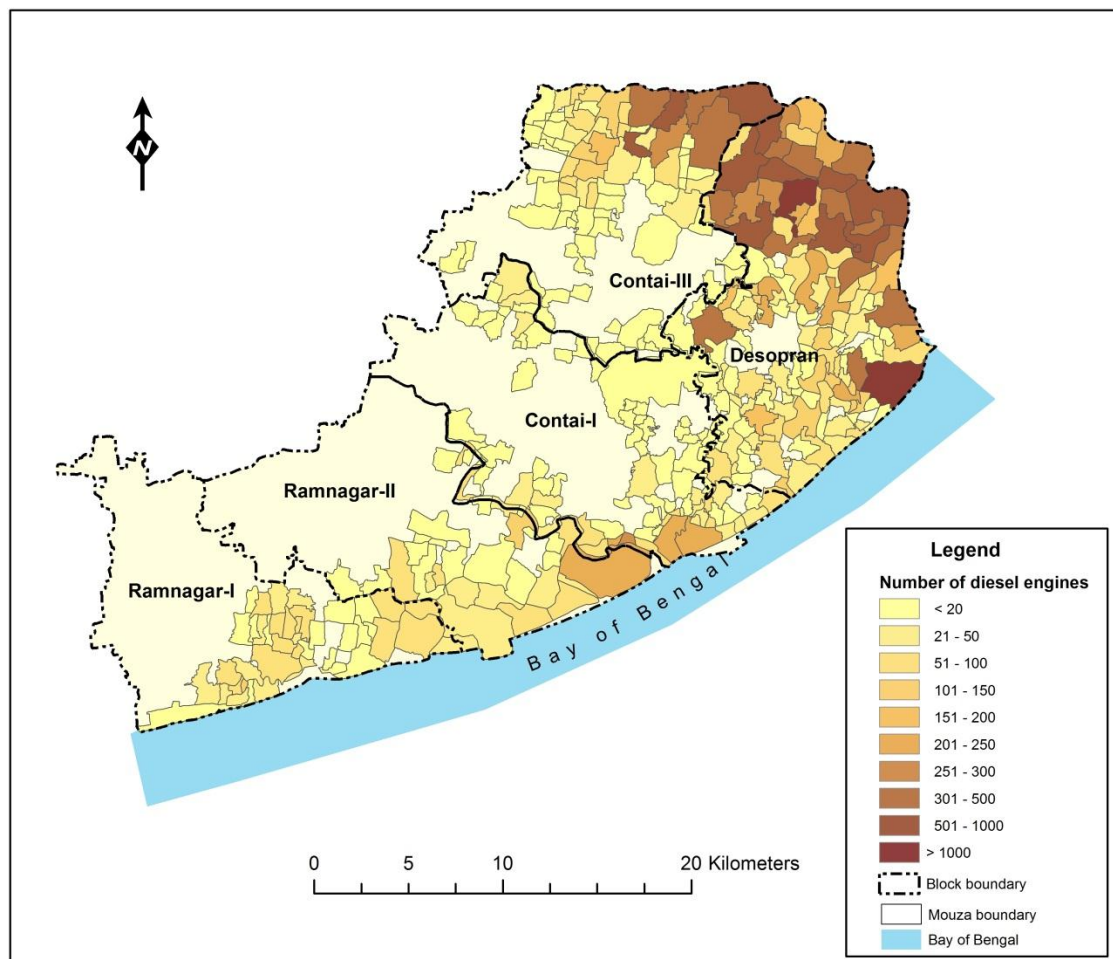 N
Contai-III
Desopran
Contai-I
Ramnagar-II
Ramnagar-I
Bay of Bengal
0 5 10 20 Kilometers
Legend
Number of diesel engines
< 20
21 - 50
51 - 100
101 - 150
151 - 200
201 - 250
251 - 300
301 - 500
501 - 1000
> 1000
Block boundary
Mouza boundary
Bay of Bengal